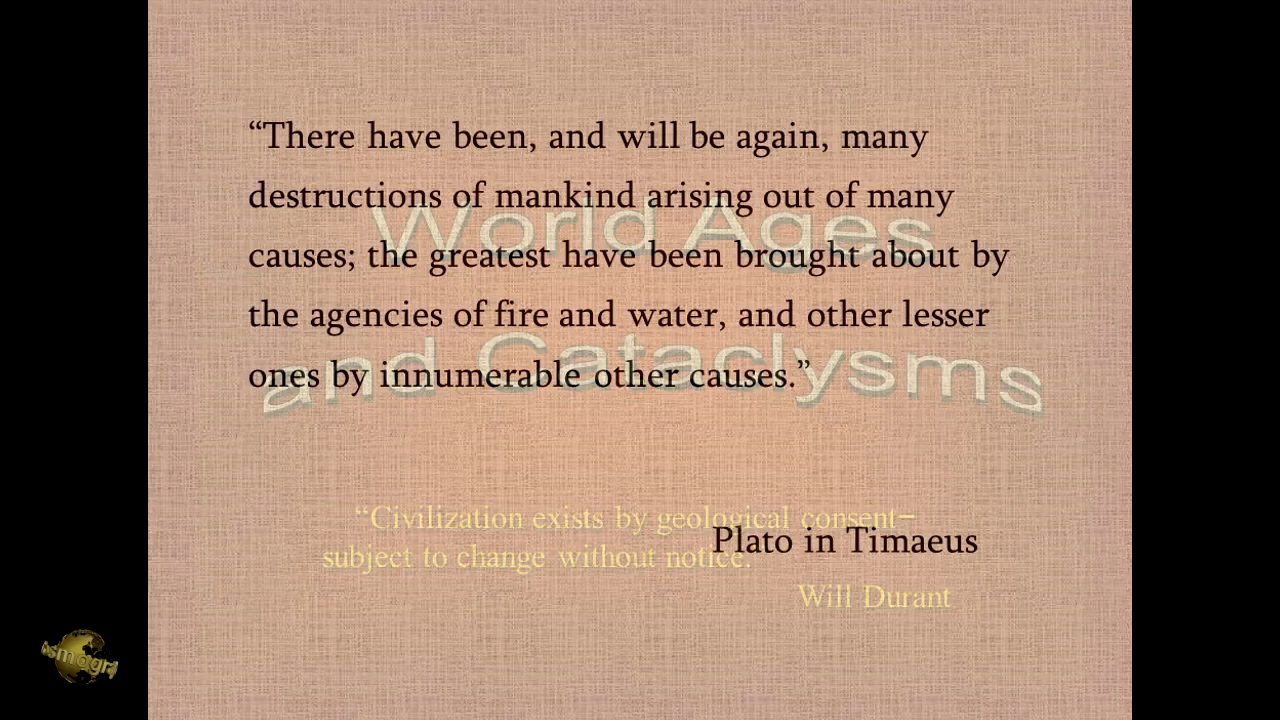 “There have been, and will be again, many
destructions of mankind arising out of many
causes; the greatest have been brought about by
the agencies of fire and water, and other lesser
ones by innumerable other causes.”
Plato in Timaeus
World Ages
and Cataclysms
“Civilization exists by geological consent–
subject to change without notice.
Will Durant